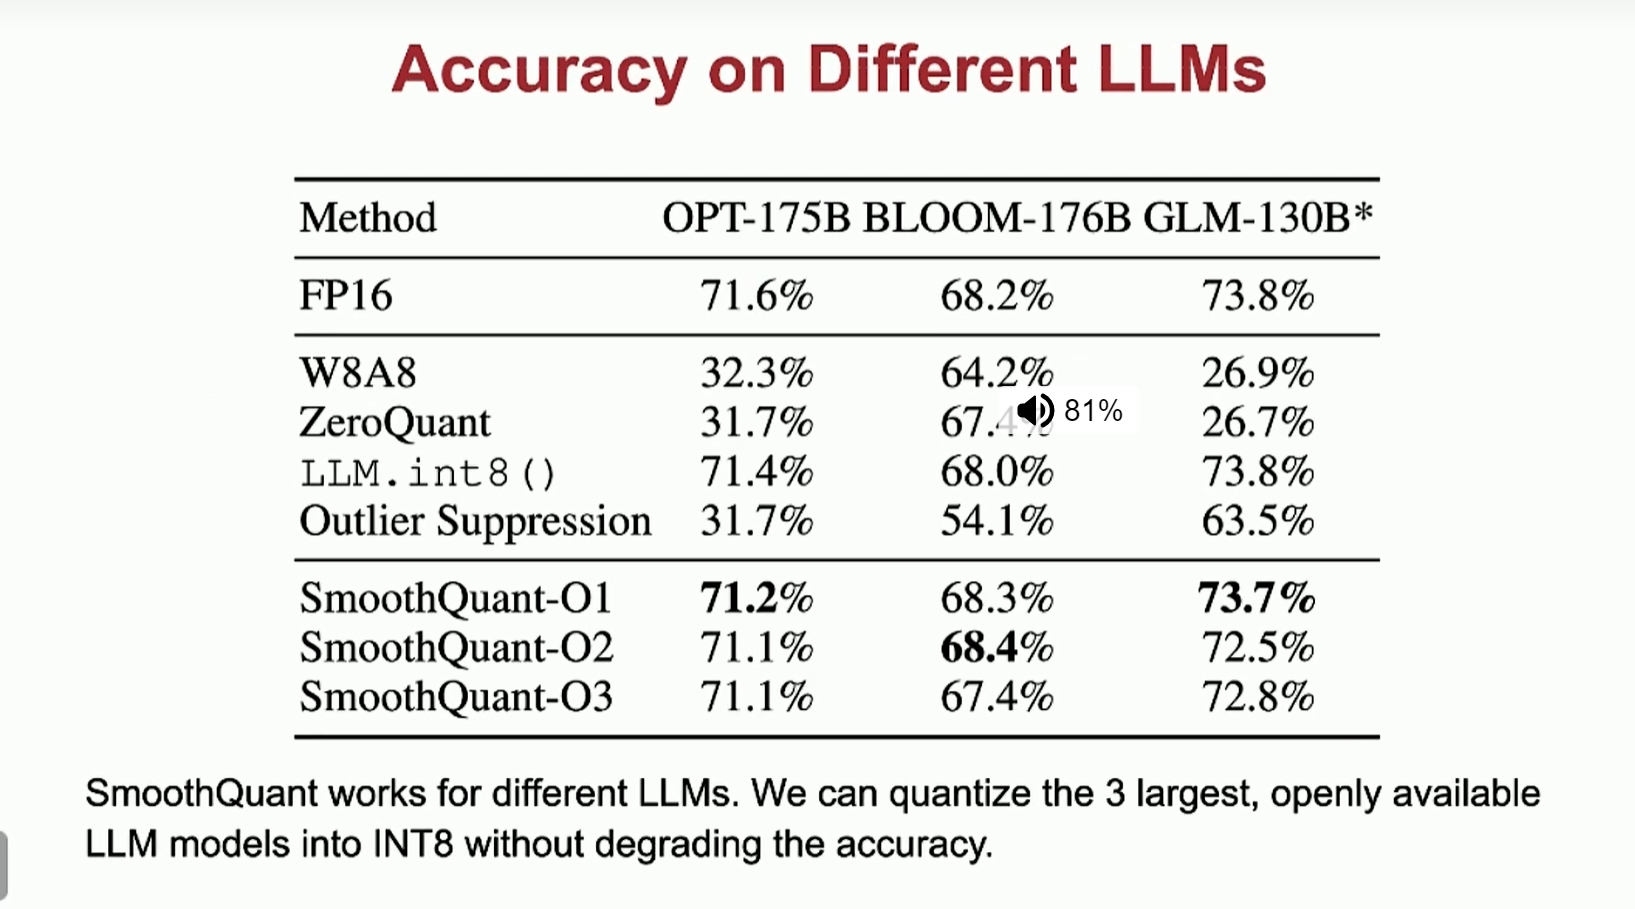 Accuracy on Different LLMs
Method OPT-175B BLOOM-176B GLM-130B*
FP16 71.6% 68.2% 73.8%
W8A8 32.3% 64.2% 26.9%
ZeroQuant 31.7% 67. 26.7%
81%
LLM.int8() 71.4% 68.0% 73.8%
Outlier Suppression 31.7% 54.1% 63.5%
SmoothQuant-O1 71.2% 68.3% 73.7%
SmoothQuant-O2 71.1% 68.4% 72.5%
SmoothQuant-O3 71.1% 67.4% 72.8%
SmoothQuant works for different LLMs. We can quantize the 3 largest, openly available
LLM models into INT8 without degrading the accuracy.